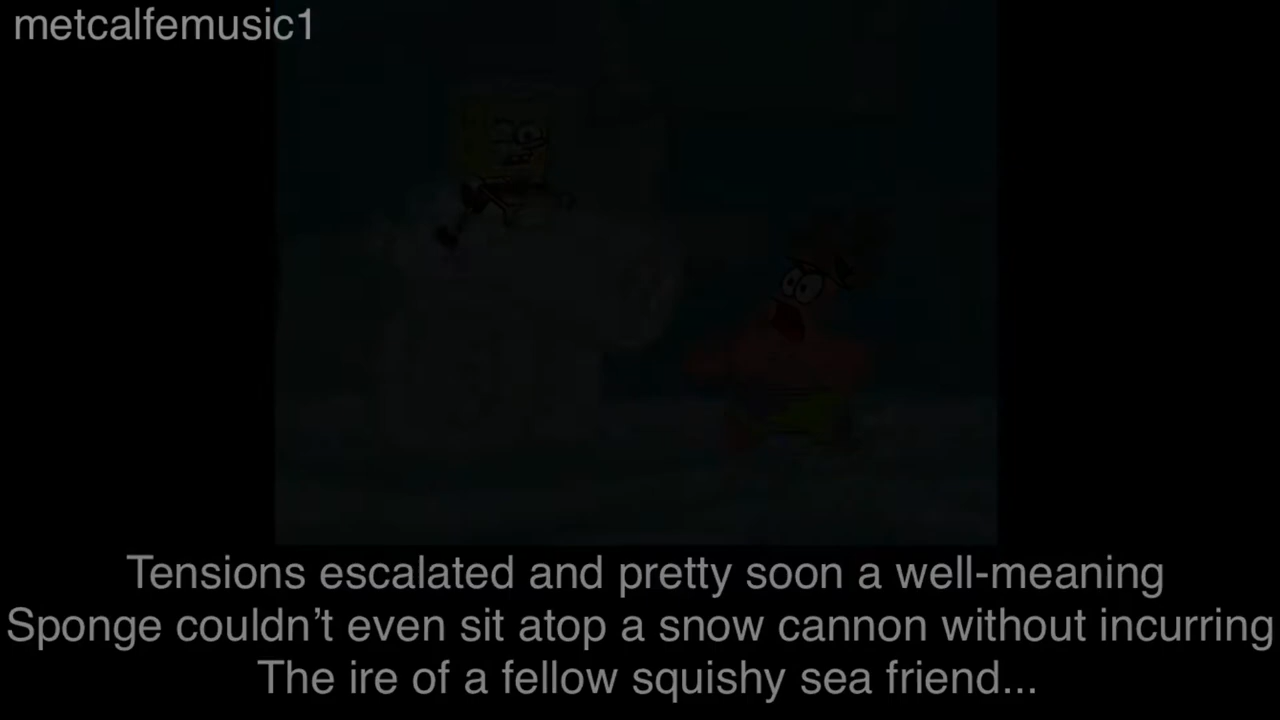 metcalfemusic1
Tensions escalated and pretty soon a well-meaning
Sponge couldn’t even sit atop a snow cannon without incurring
The ire of a fellow squishy sea friend...